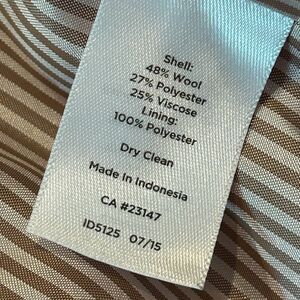 Shell:
48% Wool
27% Polyester
25% Viscose
Lining:
100% Polyester
Dry Clean
Made In Indonesia
CA #23147
ID5125 07/15